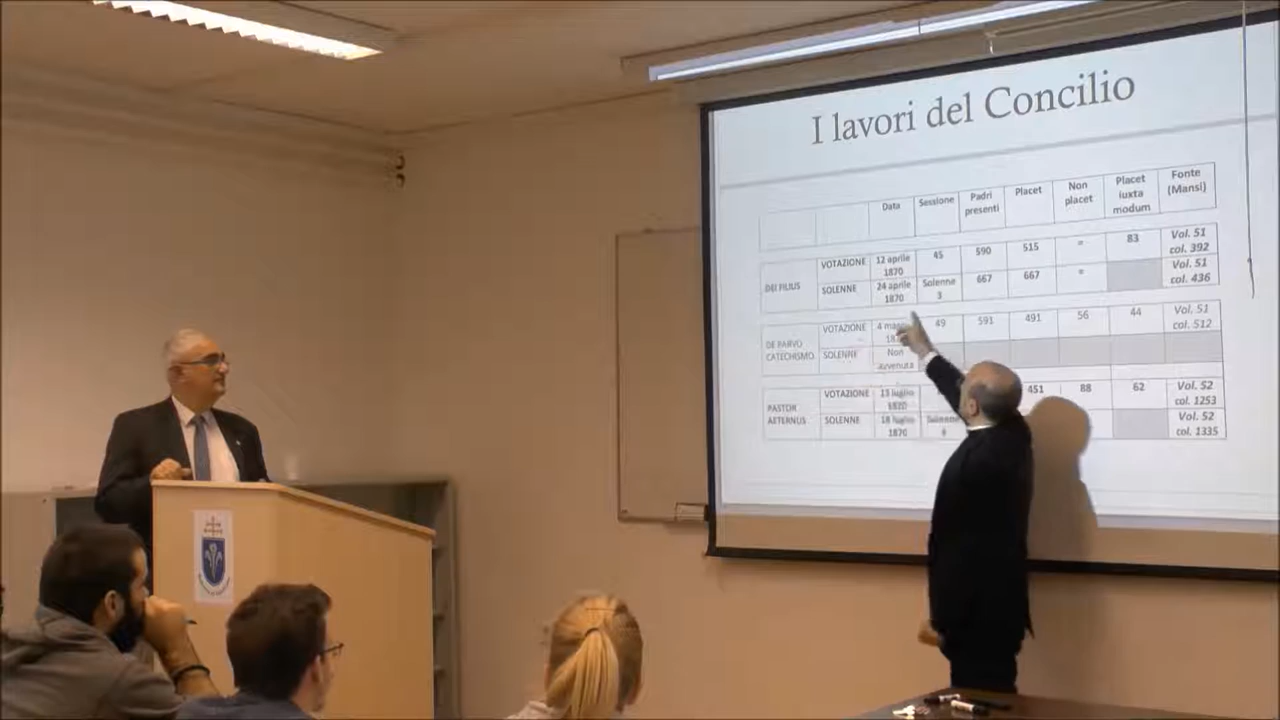 I lavori del Concilio
Data Sessione Padri presenti Placet Non placet Placet iuxta modum Fonte (Mansi)
DEI FILIUS VOTAZIONE 12 aprile 1870 45 590 515 = 83 Vol. 51 col. 392
SOLENNE 24 aprile 1870 Solenne 3 667 667 = Vol. 51 col. 436
DE PARVO CATECHISMO VOTAZIONE 4 49 591 491 56 44 Vol. 51 col. 512
SOLENNE Non avvenuta
PASTOR AETERNUS VOTAZIONE 13 luglio 1870 451 88 62 Vol. 52 col. 1253
SOLENNE 18 luglio 1870 Solenne Vol. 52 col. 1335